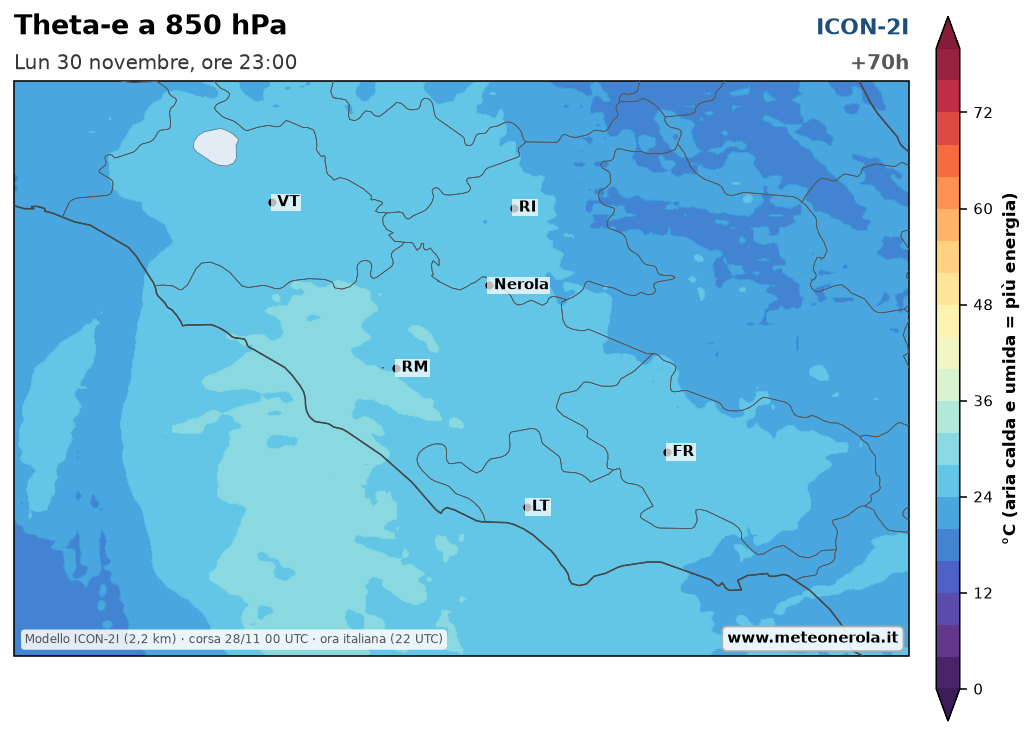 Theta-e a 850 hPa
ICON-2I
Lun 30 novembre, ore 23:00
+70h
VT
RI
Nerola
RM
FR
LT
Modello ICON-2I (2,2 km) · corsa 28/11 00 UTC · ora italiana (22 UTC)
www.meteonerola.it
72
60
48
36
24
12
0
°C (aria calda e umida = più energia)